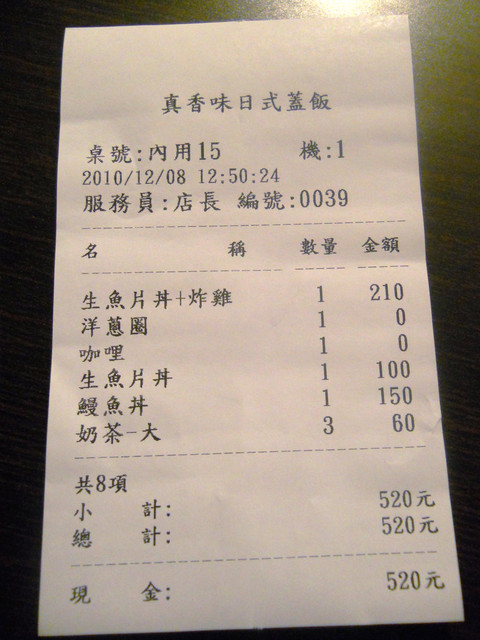 真香味日式蓋飯
桌號:內用15 機:1
2010/12/08 12:50:24
服務員:店長 編號:0039
名 稱 數量 金額
生魚片丼+炸雞 1 210
洋蔥圈 1 0
咖哩 1 0
生魚片丼 1 100
鰻魚丼 1 150
奶茶-大 3 60
共8項
小 計: 520元
總 計: 520元
現 金: 520元